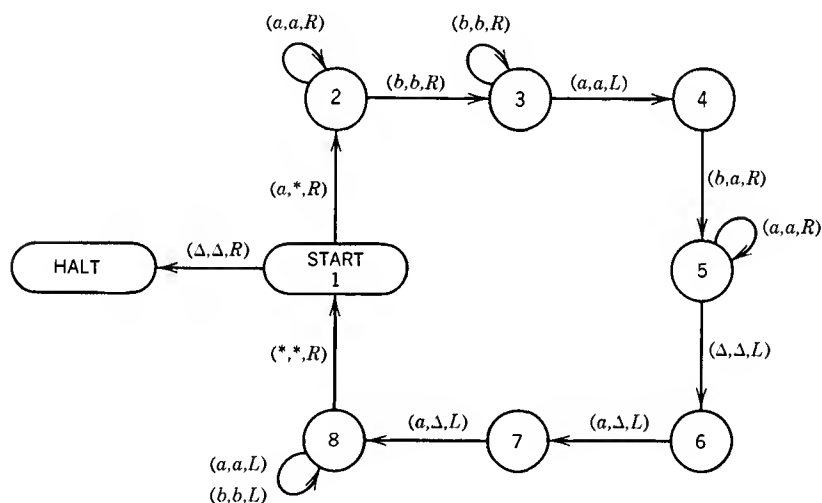 (a,a,R)
(b,b,R)
2
(b,b,R)
3
(a,a,L)
4
(a,*,R)
(b,a,R)
(a,a,R)
HALT
(Δ,Δ,R)
START
1
5
(*,*,R)
(Δ,Δ,L)
8
(a,Δ,L)
7
(a,Δ,L)
6
(a,a,L)
(b,b,L)